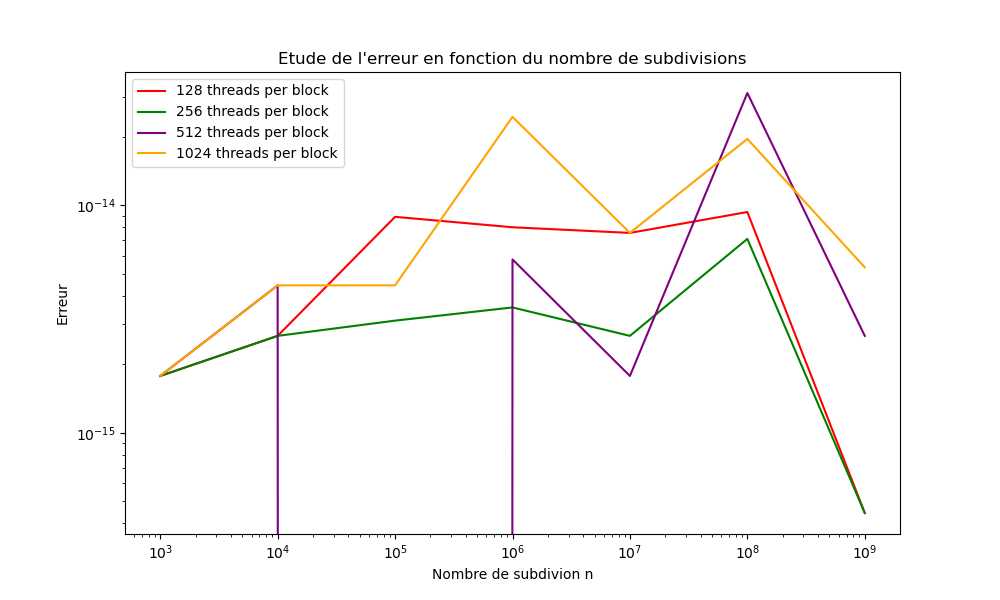 Etude de l'erreur en fonction du nombre de subdivisions
128 threads per block
256 threads per block
512 threads per block
1024 threads per block
10⁻¹⁴
10⁻¹⁵
Erreur
10³ 10⁴ 10⁵ 10⁶ 10⁷ 10⁸ 10⁹
Nombre de subdivion n